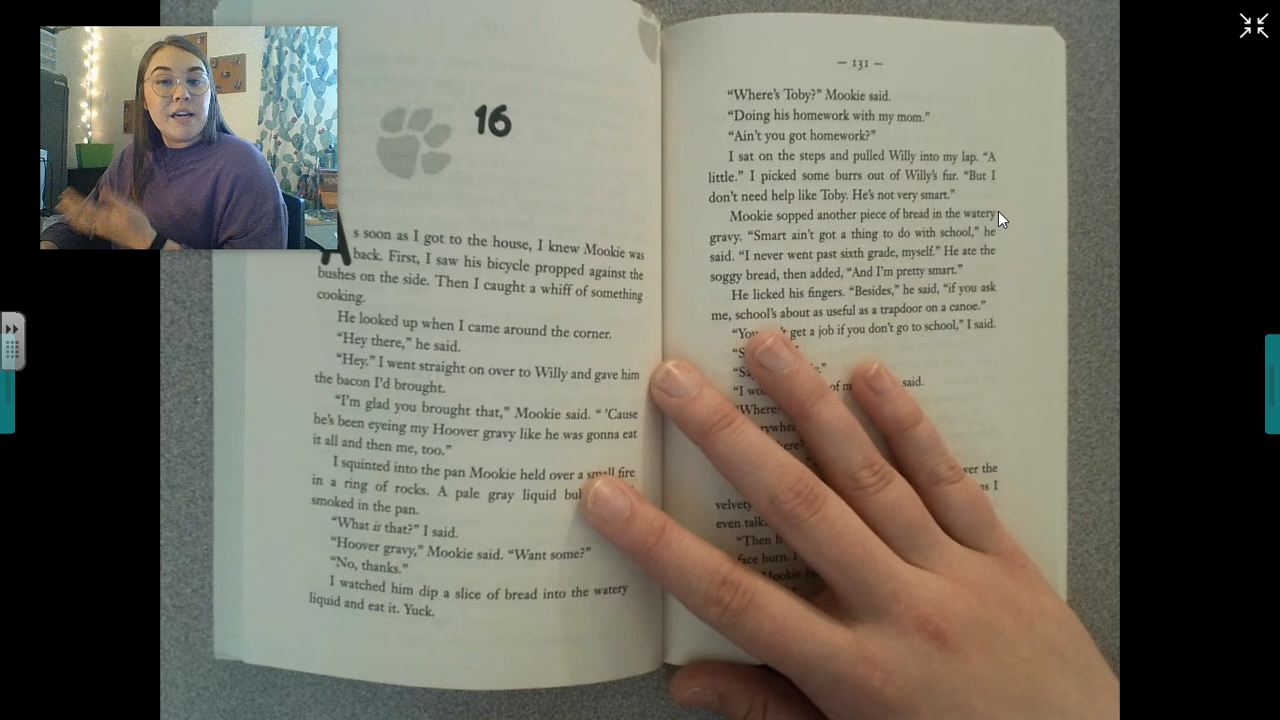 16
As soon as I got to the house, I knew Mookie was
back. First, I saw his bicycle propped against the
bushes on the side. Then I caught a whiff of something
cooking.
He looked up when I came around the corner.
“Hey there,” he said.
“Hey.” I went straight on over to Willy and gave him
the bacon I’d brought.
“I’m glad you brought that,” Mookie said. “ ’Cause
he’s been eyeing my Hoover gravy like he was gonna eat
it all and then me, too.”
I squinted into the pan Mookie held over a small fire
in a ring of rocks. A pale gray liquid
smoked in the pan.
“What is that?” I said.
“Hoover gravy,” Mookie said. “Want some?”
“No, thanks.”
I watched him dip a slice of bread into the watery
liquid and eat it. Yuck.
– 131 –
“Where’s Toby?” Mookie said.
“Doing his homework with my mom.”
“Ain’t you got homework?”
I sat on the steps and pulled Willy into my lap. “A
little.” I picked some burrs out of Willy’s fur. “But I
don’t need help like Toby. He’s not very smart.”
Mookie sopped another piece of bread in the watery
gravy. “Smart ain’t got a thing to do with school,” he
said. “I never went past sixth grade, myself.” He ate the
soggy bread, then added, “And I’m pretty smart.”
He licked his fingers. “Besides,” he said, “if you ask
me, school’s about as useful as a trapdoor on a canoe.”
get a job if you don’t go to school,” I said.
“I of said.
“Where
ver the
as I
velvety
even talk
“Then
face burn. I
Mookie